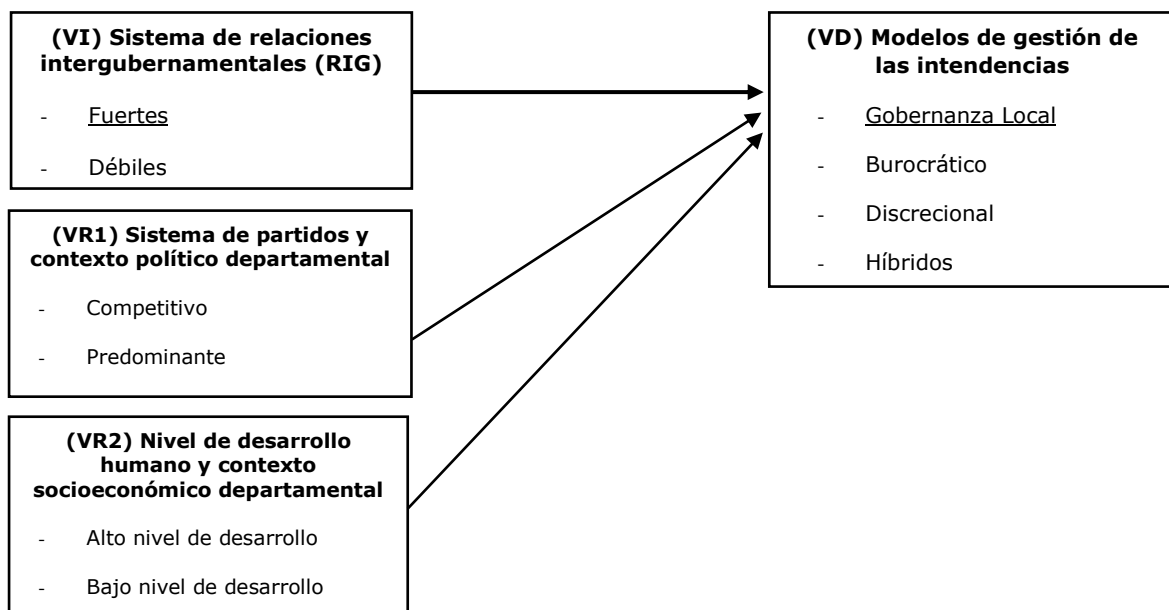 (VI) Sistema de relaciones
intergubernamentales (RIG)
- Fuertes
- Débiles
(VR1) Sistema de partidos y
contexto político departamental
- Competitivo
- Predominante
(VR2) Nivel de desarrollo
humano y contexto
socioeconómico departamental
- Alto nivel de desarrollo
- Bajo nivel de desarrollo
(VD) Modelos de gestión de
las intendencias
- Gobernanza Local
- Burocrático
- Discrecional
- Híbridos